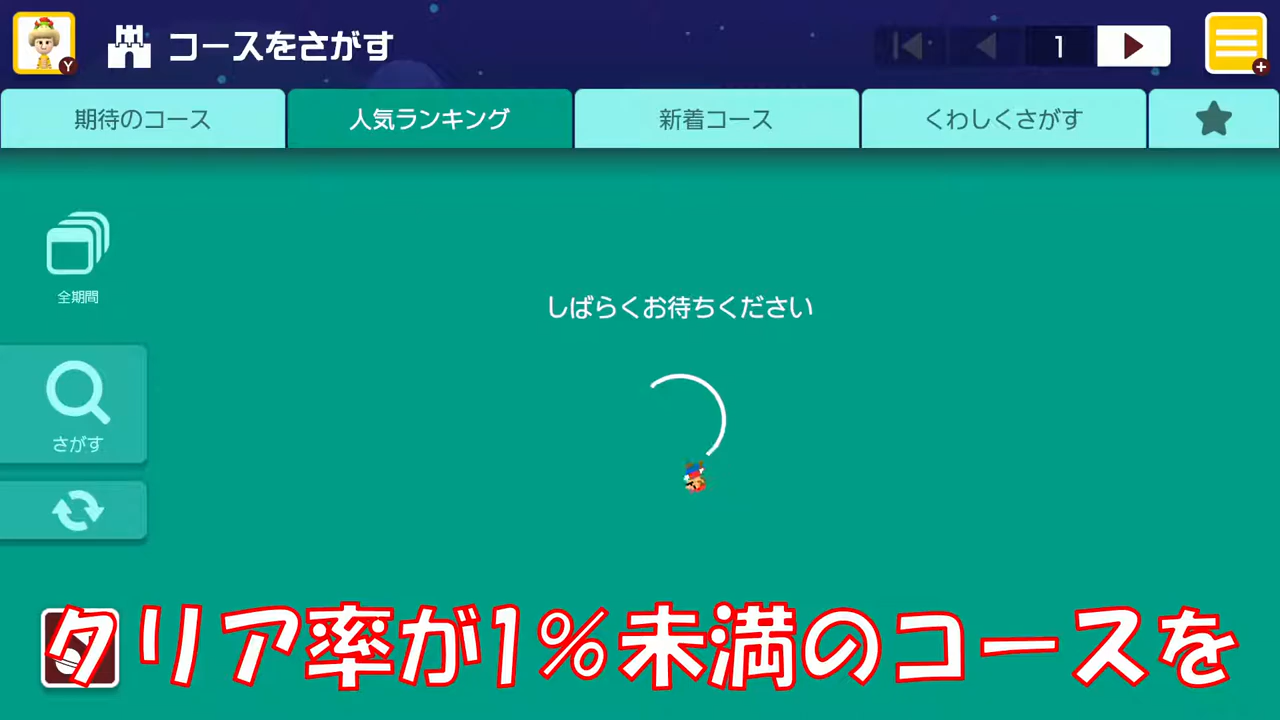 Y
コースをさがす
1
+
期待のコース
人気ランキング
新着コース
くわしくさがす
全期間
しばらくお待ちください
さがす
タリア率が1%未満のコースを